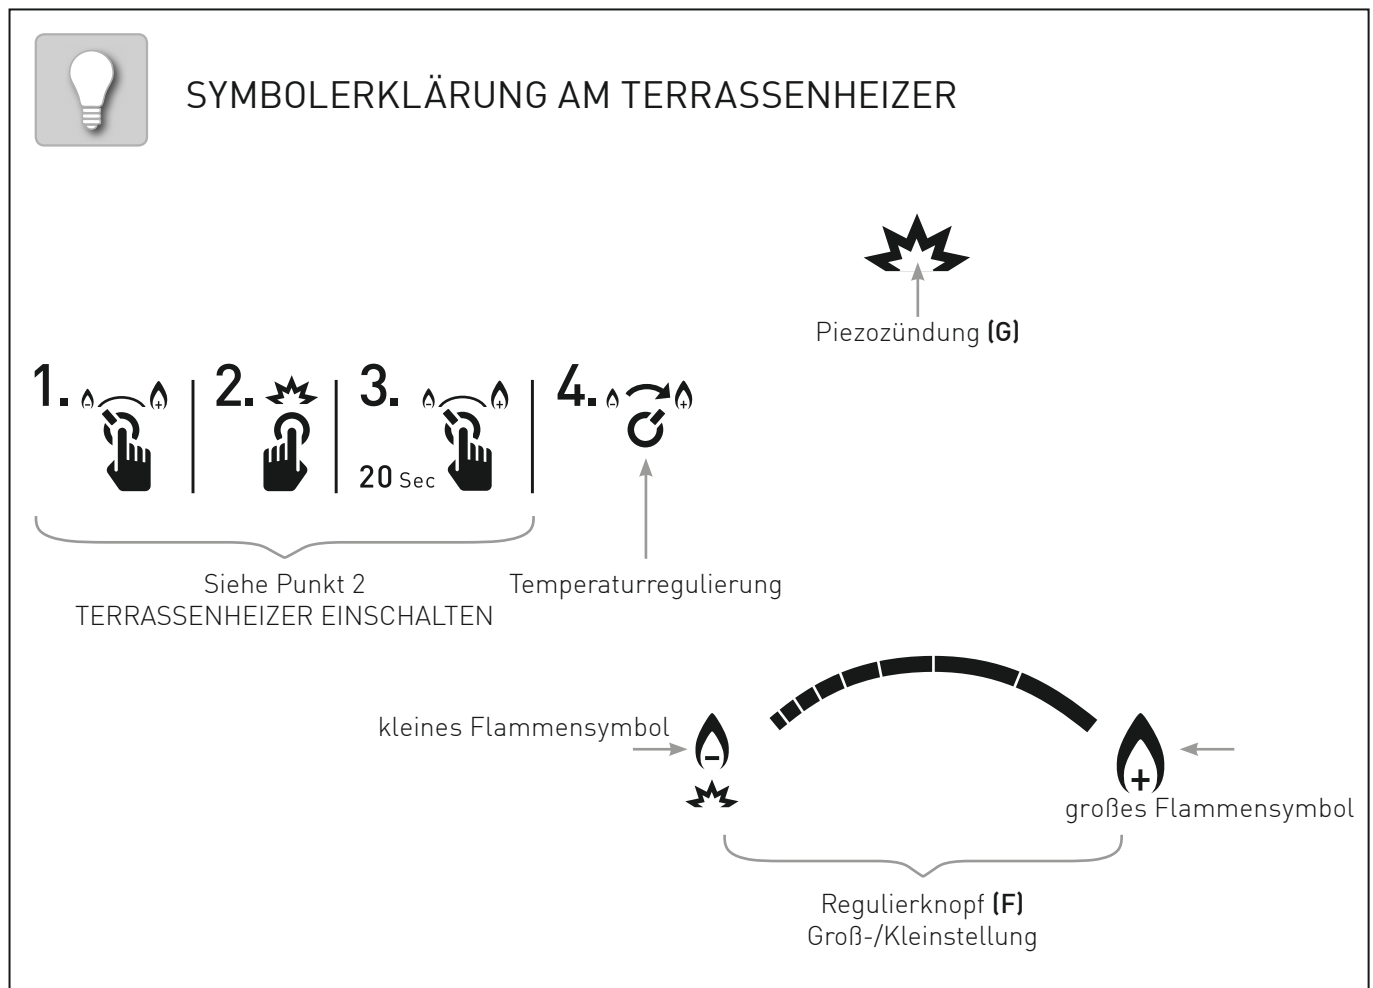 SYMBOLERKLÄRUNG AM TERRASSENHEIZER
Piezozündung (G)
1. - +
2.
3. - +
20 Sec
4. - +
Siehe Punkt 2
TERRASSENHEIZER EINSCHALTEN
Temperaturregulierung
kleines Flammensymbol
-
+
großes Flammensymbol
Regulierknopf (F)
Groß-/Kleinstellung